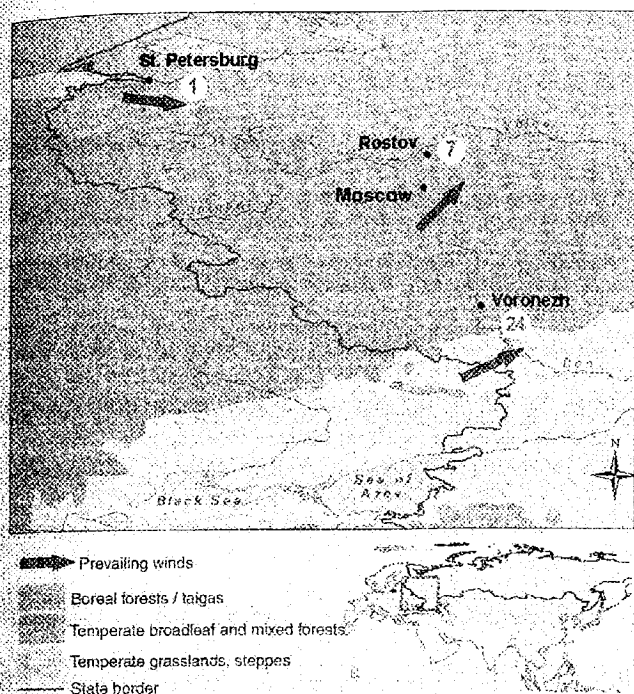 St. Petersburg
1
Rostov 7
Moscow
Voronezh
24
Don
Sea of
Azov
Black Sea
N
Prevailing winds
Boreal forests / taigas
Temperate broadleaf and mixed forests
Temperate grasslands, steppes
State border